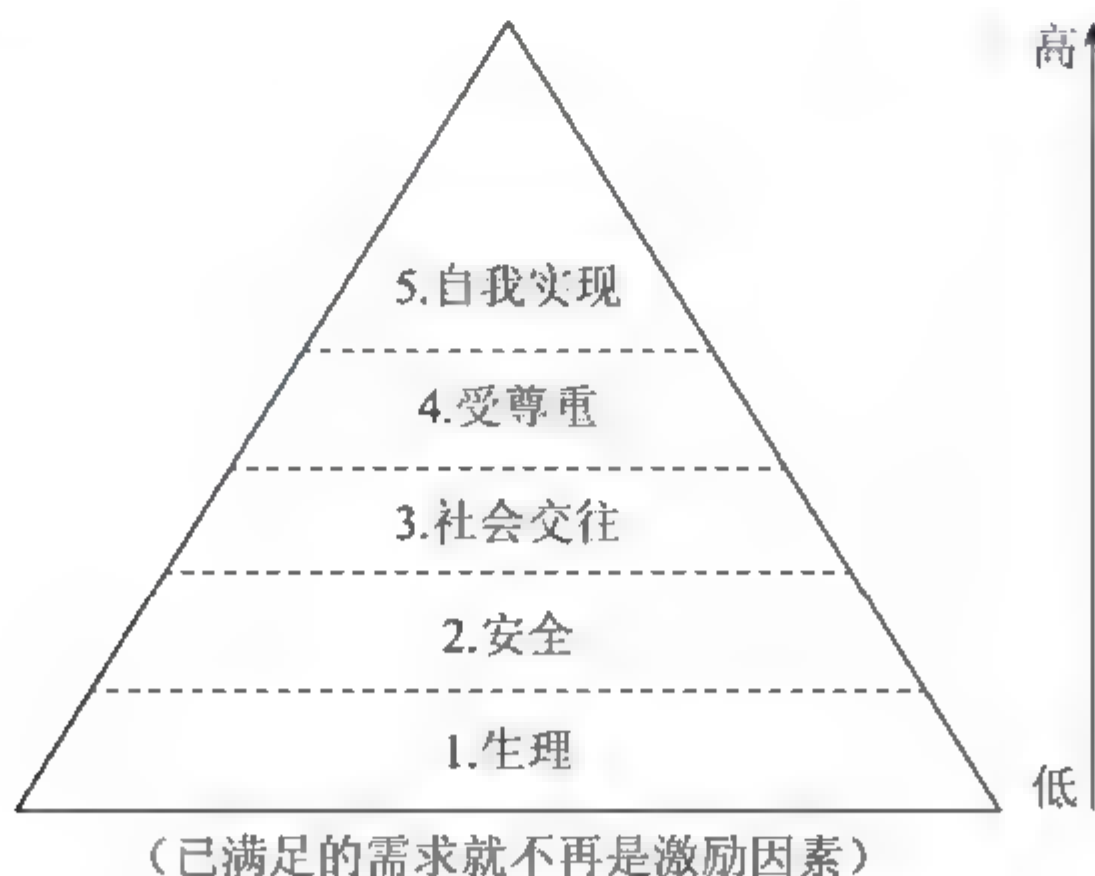 高
5.自我实现
4.受尊重
3.社会交往
2.安全
1.生理
低
（已满足的需求就不再是激励因素）